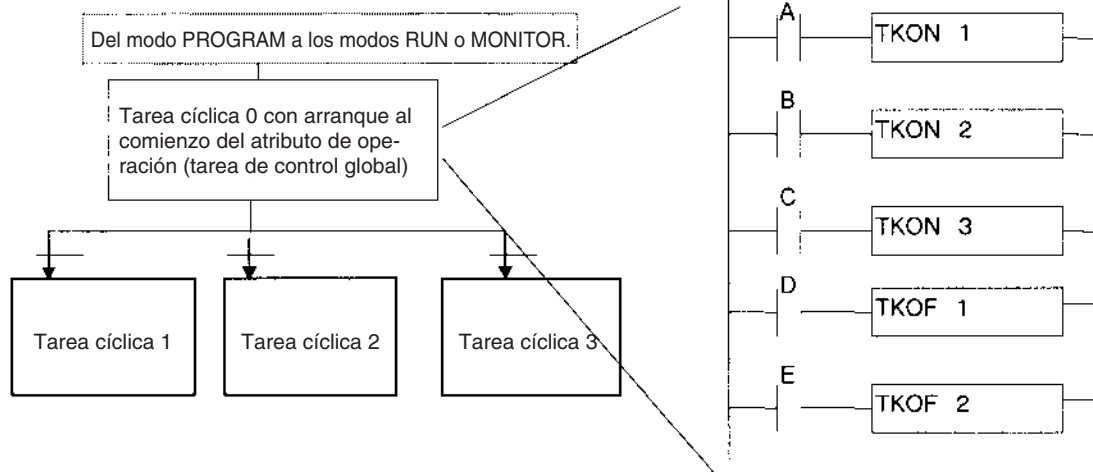 Del modo PROGRAM a los modos RUN o MONITOR.
Tarea cíclica 0 con arranque al
comienzo del atributo de ope-
ración (tarea de control global)
Tarea cíclica 1
Tarea cíclica 2
Tarea cíclica 3
A
TKON 1
B
TKON 2
C
TKON 3
D
TKOF 1
E
TKOF 2